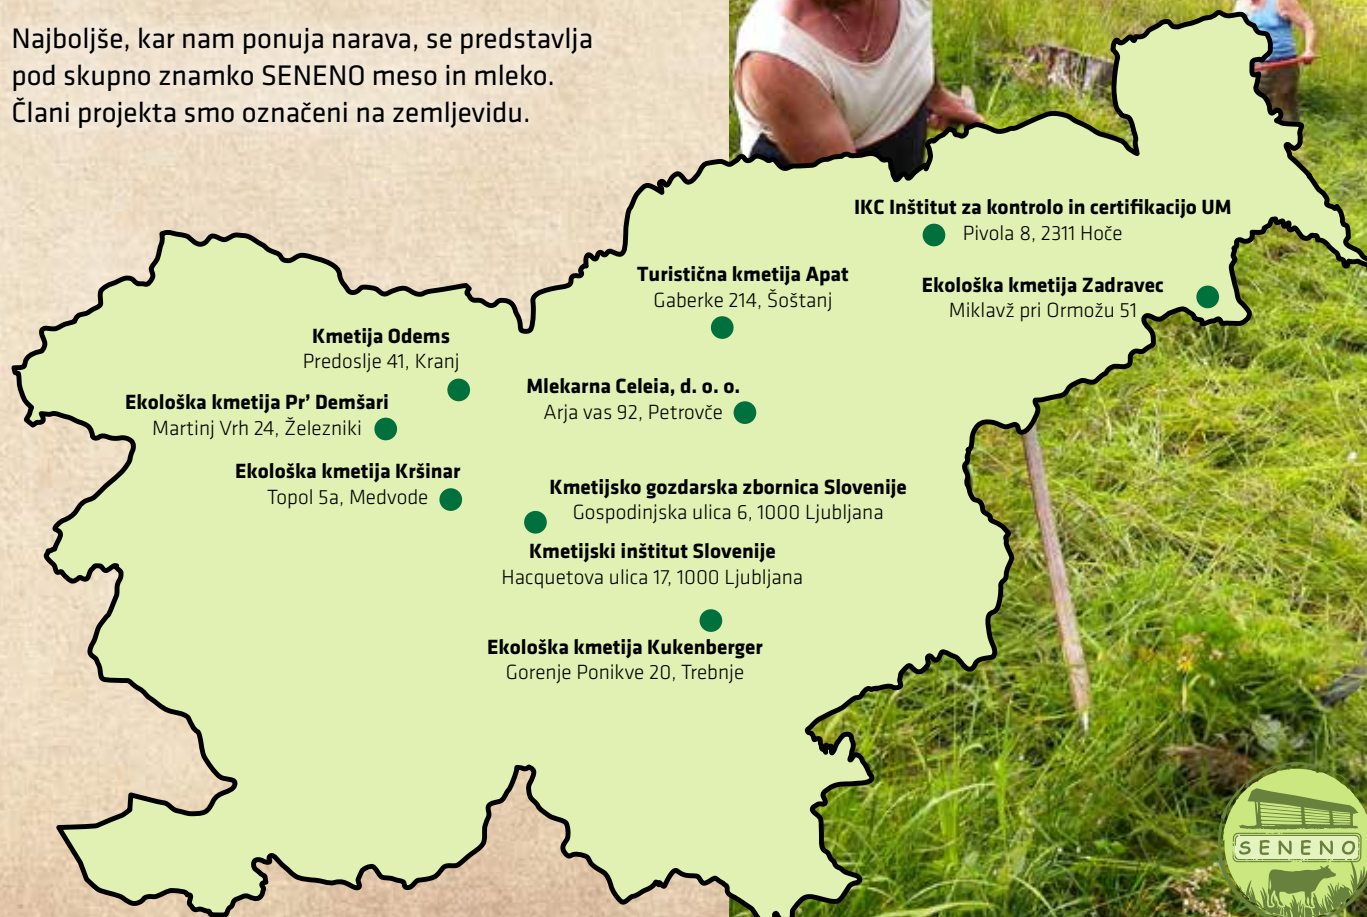 Najboljše, kar nam ponuja narava, se predstavlja
pod skupno znamko SENENO meso in mleko.
Člani projekta smo označeni na zemljevidu.
IKC Inštitut za kontrolo in certifikacijo UM
Pivola 8, 2311 Hoče
Turistična kmetija Apat
Gaberke 214, Šoštanj
Ekološka kmetija Zadravec
Miklavž pri Ormožu 51
Kmetija Odems
Predoslje 41, Kranj
Mlekarna Celeia, d. o. o.
Arja vas 92, Petrovče
Ekološka kmetija Pr’ Demšari
Martinj Vrh 24, Železniki
Ekološka kmetija Kršinar
Topol 5a, Medvode
Kmetijsko gozdarska zbornica Slovenije
Gospodinjska ulica 6, 1000 Ljubljana
Kmetijski inštitut Slovenije
Hacquetova ulica 17, 1000 Ljubljana
Ekološka kmetija Kukenberger
Gorenje Ponikve 20, Trebnje
SENENO